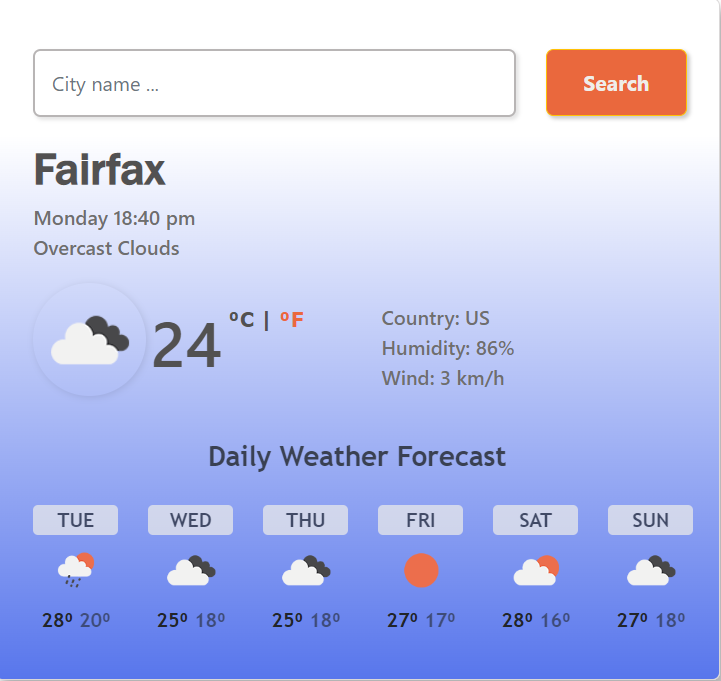 City name ...
Search
Fairfax
Monday 18:40 pm
Overcast Clouds
24 ºC | ºF
Country: US
Humidity: 86%
Wind: 3 km/h
Daily Weather Forecast
TUE WED THU FRI SAT SUN
28º 20º 25º 18º 25º 18º 27º 17º 28º 16º 27º 18º